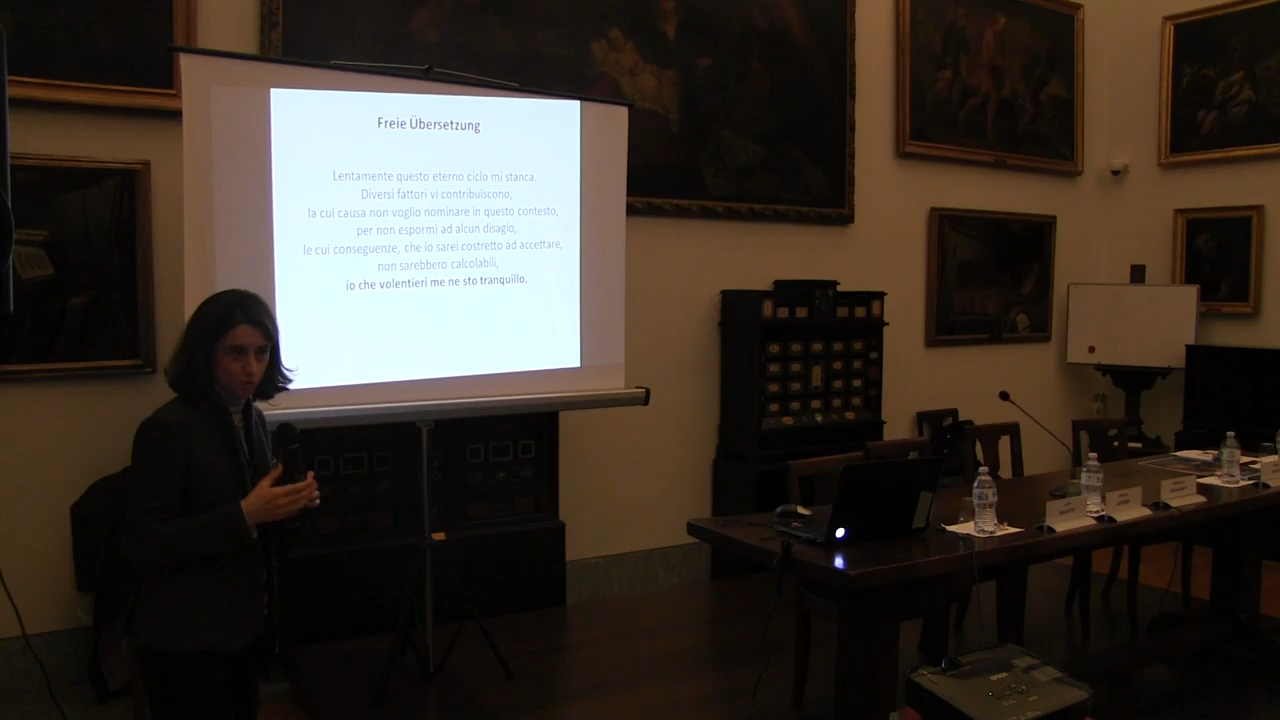 Freie Übersetzung
Lentamente questo eterno ciclo mi stanca.
Diversi fattori vi contribuiscono,
la cui causa non voglio nominare in questo contesto,
per non espormi ad alcun disagio,
le cui conseguenze, che io sarei costretto ad accettare,
non sarebbero calcolabili,
io che volentieri me ne sto tranquillo.